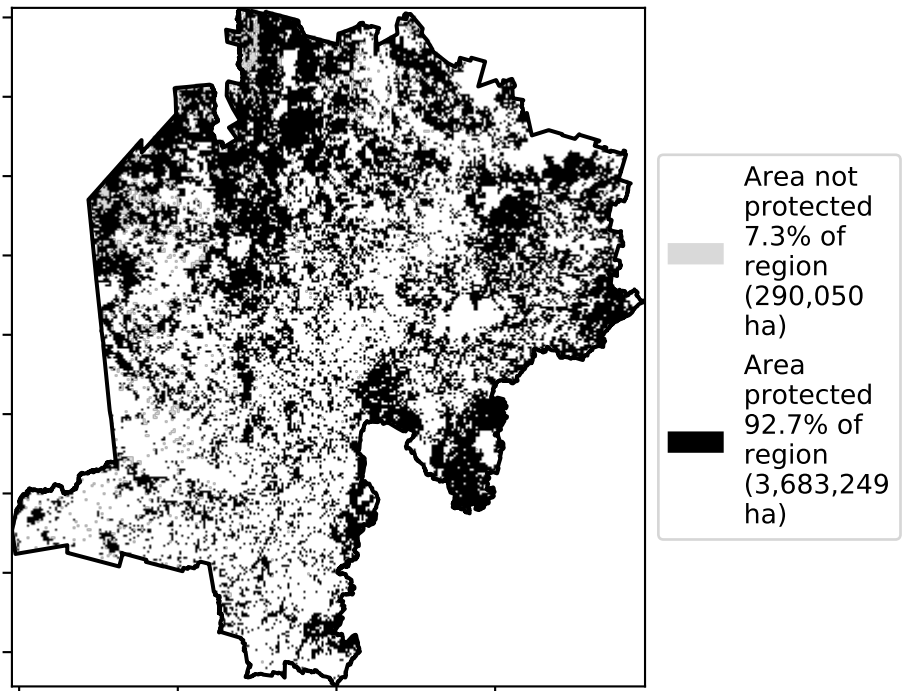 Area not
protected
7.3% of
region
(290,050
ha)
Area
protected
92.7% of
region
(3,683,249
ha)